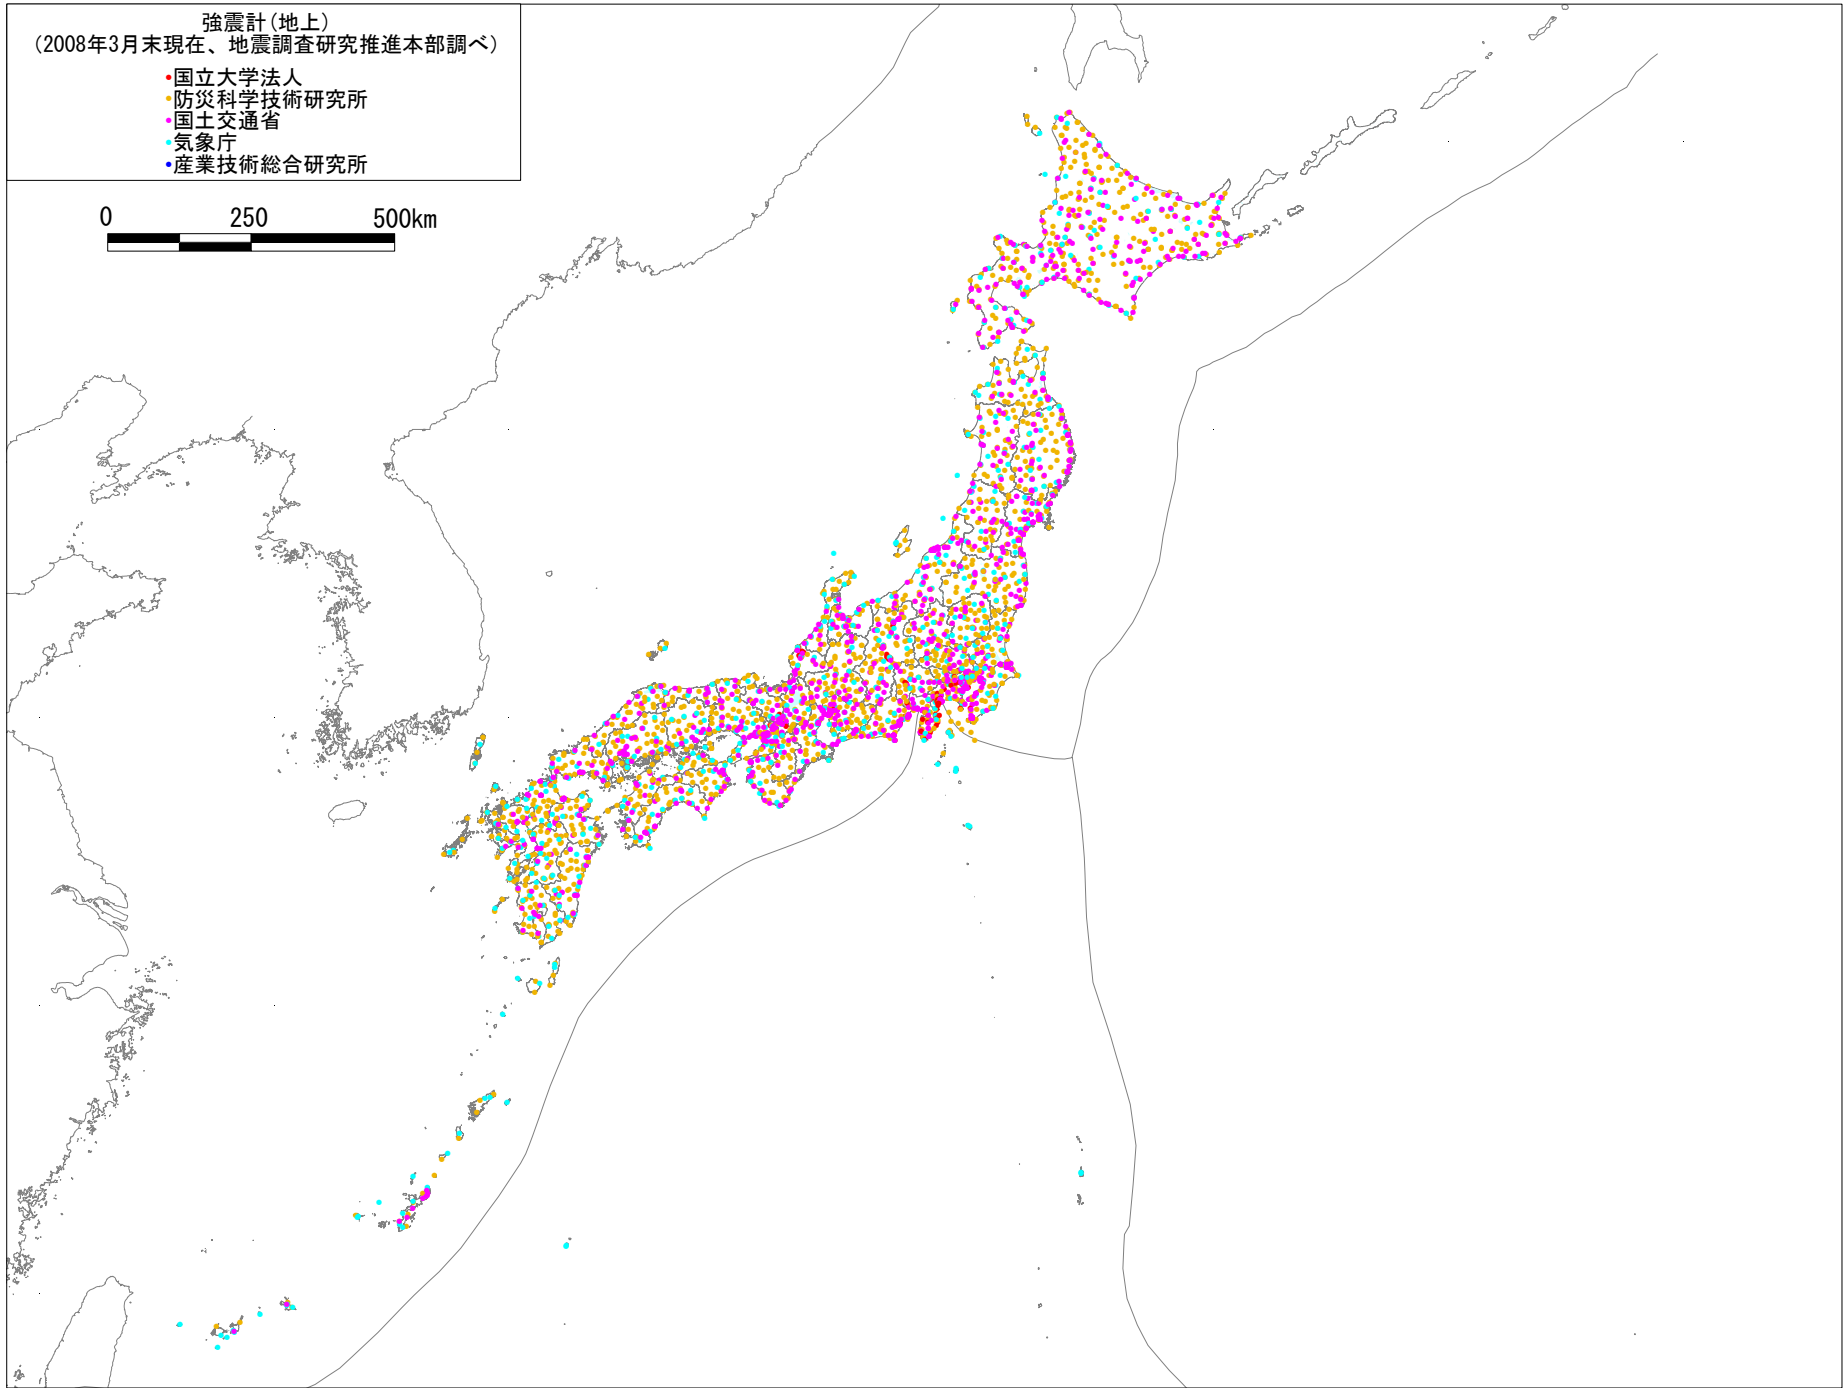 強震計(地上)
(2008年3月末現在、地震調査研究推進本部調べ)
国立大学法人
防災科学技術研究所
国土交通省
気象庁
産業技術総合研究所
0 250 500km